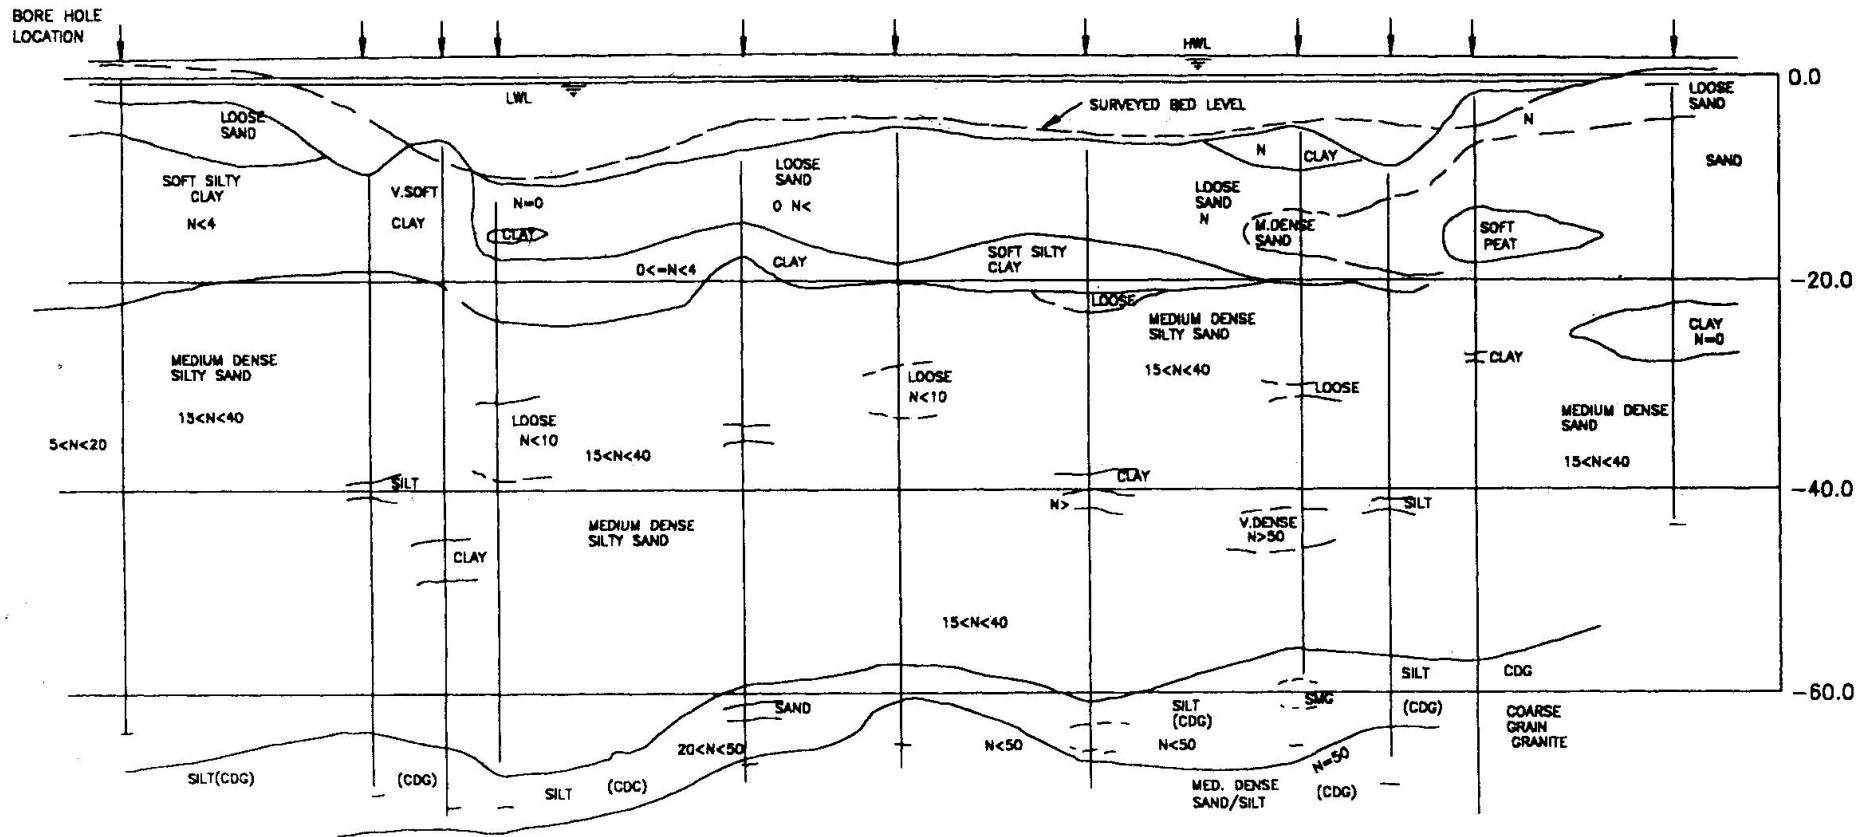 BORE HOLE
LOCATION
HWL
0.0
LWL
LOOSE
SAND
SURVEYED BED LEVEL
LOOSE
SAND
N
N
CLAY
SAND
SOFT SILTY
CLAY
N<4
V.SOFT
CLAY
N=0
CLAY
LOOSE
SAND
0 N<
LOOSE
SAND
N
M.DENSE
SAND
SOFT
PEAT
0<=N<4
CLAY
SOFT SILTY
CLAY
-20.0
LOOSE
MEDIUM DENSE
SILTY SAND
15<N<40
CLAY
N=0
CLAY
MEDIUM DENSE
SILTY SAND
15<N<40
5<N<20
LOOSE
N<10
LOOSE
N<10
LOOSE
MEDIUM DENSE
SAND
15<N<40
15<N<40
SILT
CLAY
N>
SILT
-40.0
V.DENSE
N>50
MEDIUM DENSE
SILTY SAND
CLAY
15<N<40
SILT
CDG
(CDG)
SMG
-60.0
SAND
SILT
(CDG)
COARSE
GRAIN
GRANITE
20<N<50
N<50
N<50
N=50
SILT(CDG)
(CDG)
SILT
(CDC)
MED. DENSE
SAND/SILT
(CDG)